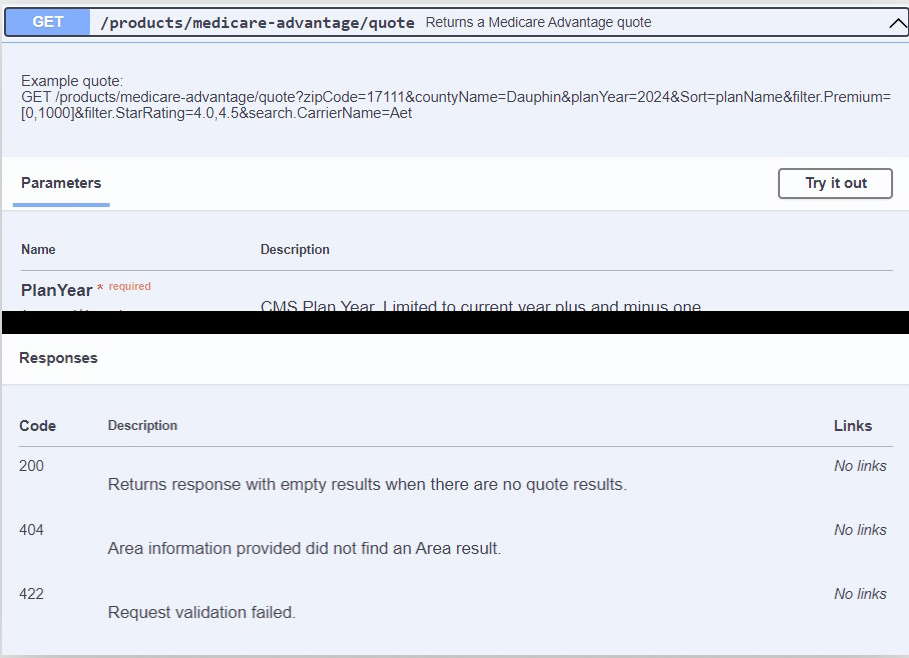 GET /products/medicare-advantage/quote Returns a Medicare Advantage quote
Example quote:
GET /products/medicare-advantage/quote?zipCode=17111&countyName=Dauphin&planYear=2024&Sort=planName&filter.Premium=
[0,1000]&filter.StarRating=4.0,4.5&search.CarrierName=Aet
Parameters
Try it out
Name Description
PlanYear * required
CMS Plan Year. Limited to current year plus and minus one
Responses
Code Description Links
200 No links
Returns response with empty results when there are no quote results.
404 No links
Area information provided did not find an Area result.
422 No links
Request validation failed.